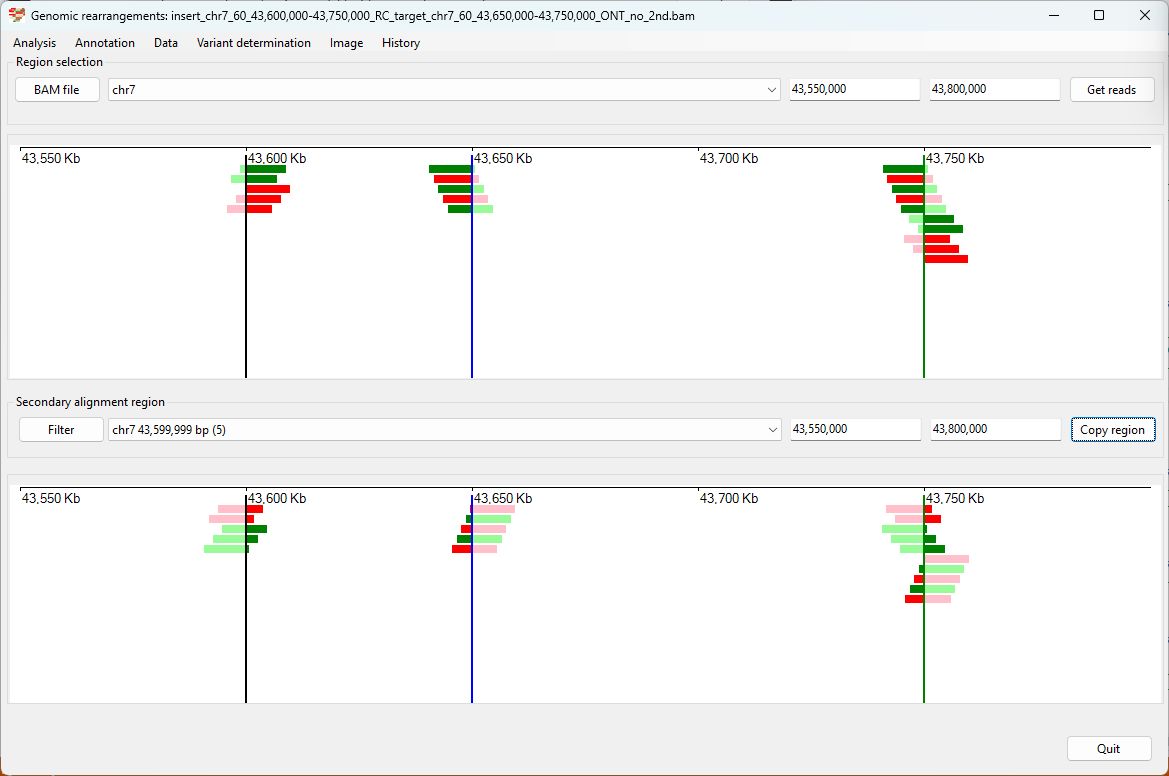 Genomic rearrangements: insert_chr7_60_43,600,000-43,750,000_RC_target_chr7_60_43,650,000-43,750,000_ONT_no_2nd.bam
Analysis Annotation Data Variant determination Image History
Region selection
BAM file chr7 43,550,000 43,800,000 Get reads
43,550 Kb 43,600 Kb 43,650 Kb 43,700 Kb 43,750 Kb
Secondary alignment region
Filter chr7 43,599,999 bp (5) 43,550,000 43,800,000 Copy region
43,550 Kb 43,600 Kb 43,650 Kb 43,700 Kb 43,750 Kb
Quit